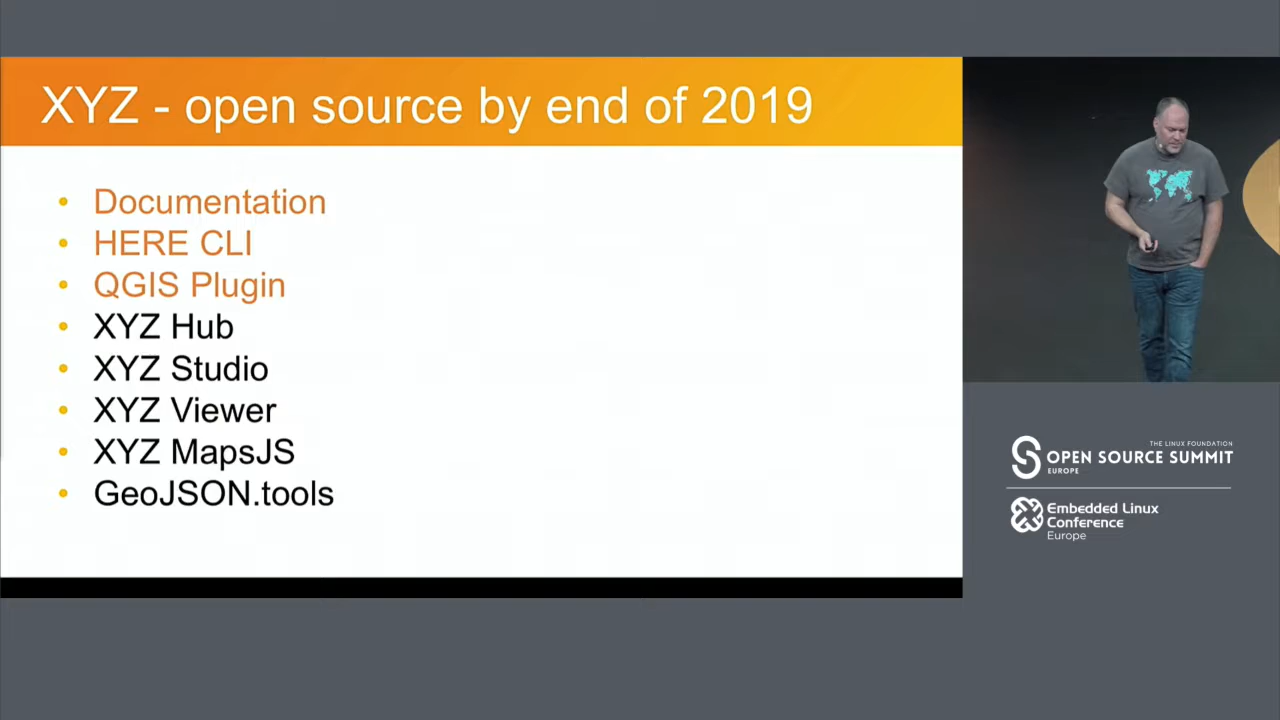 XYZ - open source by end of 2019
• Documentation
• HERE CLI
• QGIS Plugin
• XYZ Hub
• XYZ Studio
• XYZ Viewer
• XYZ MapsJS
• GeoJSON.tools
THE LINUX FOUNDATION
OPEN SOURCE SUMMIT
EUROPE
Embedded Linux
Conference
Europe